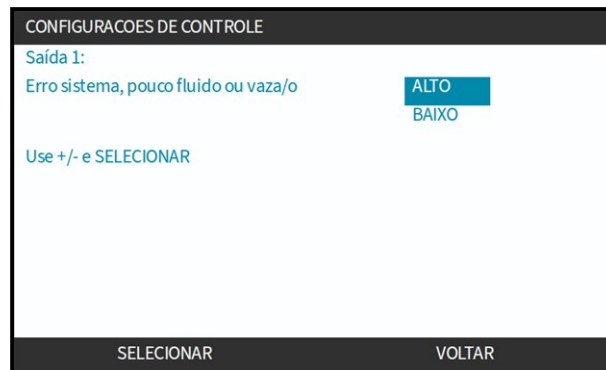 CONFIGURACOES DE CONTROLE
Saída 1:
Erro sistema, pouco fluido ou vaza/o ALTO
BAIXO
Use +/- e SELECIONAR
SELECIONAR VOLTAR